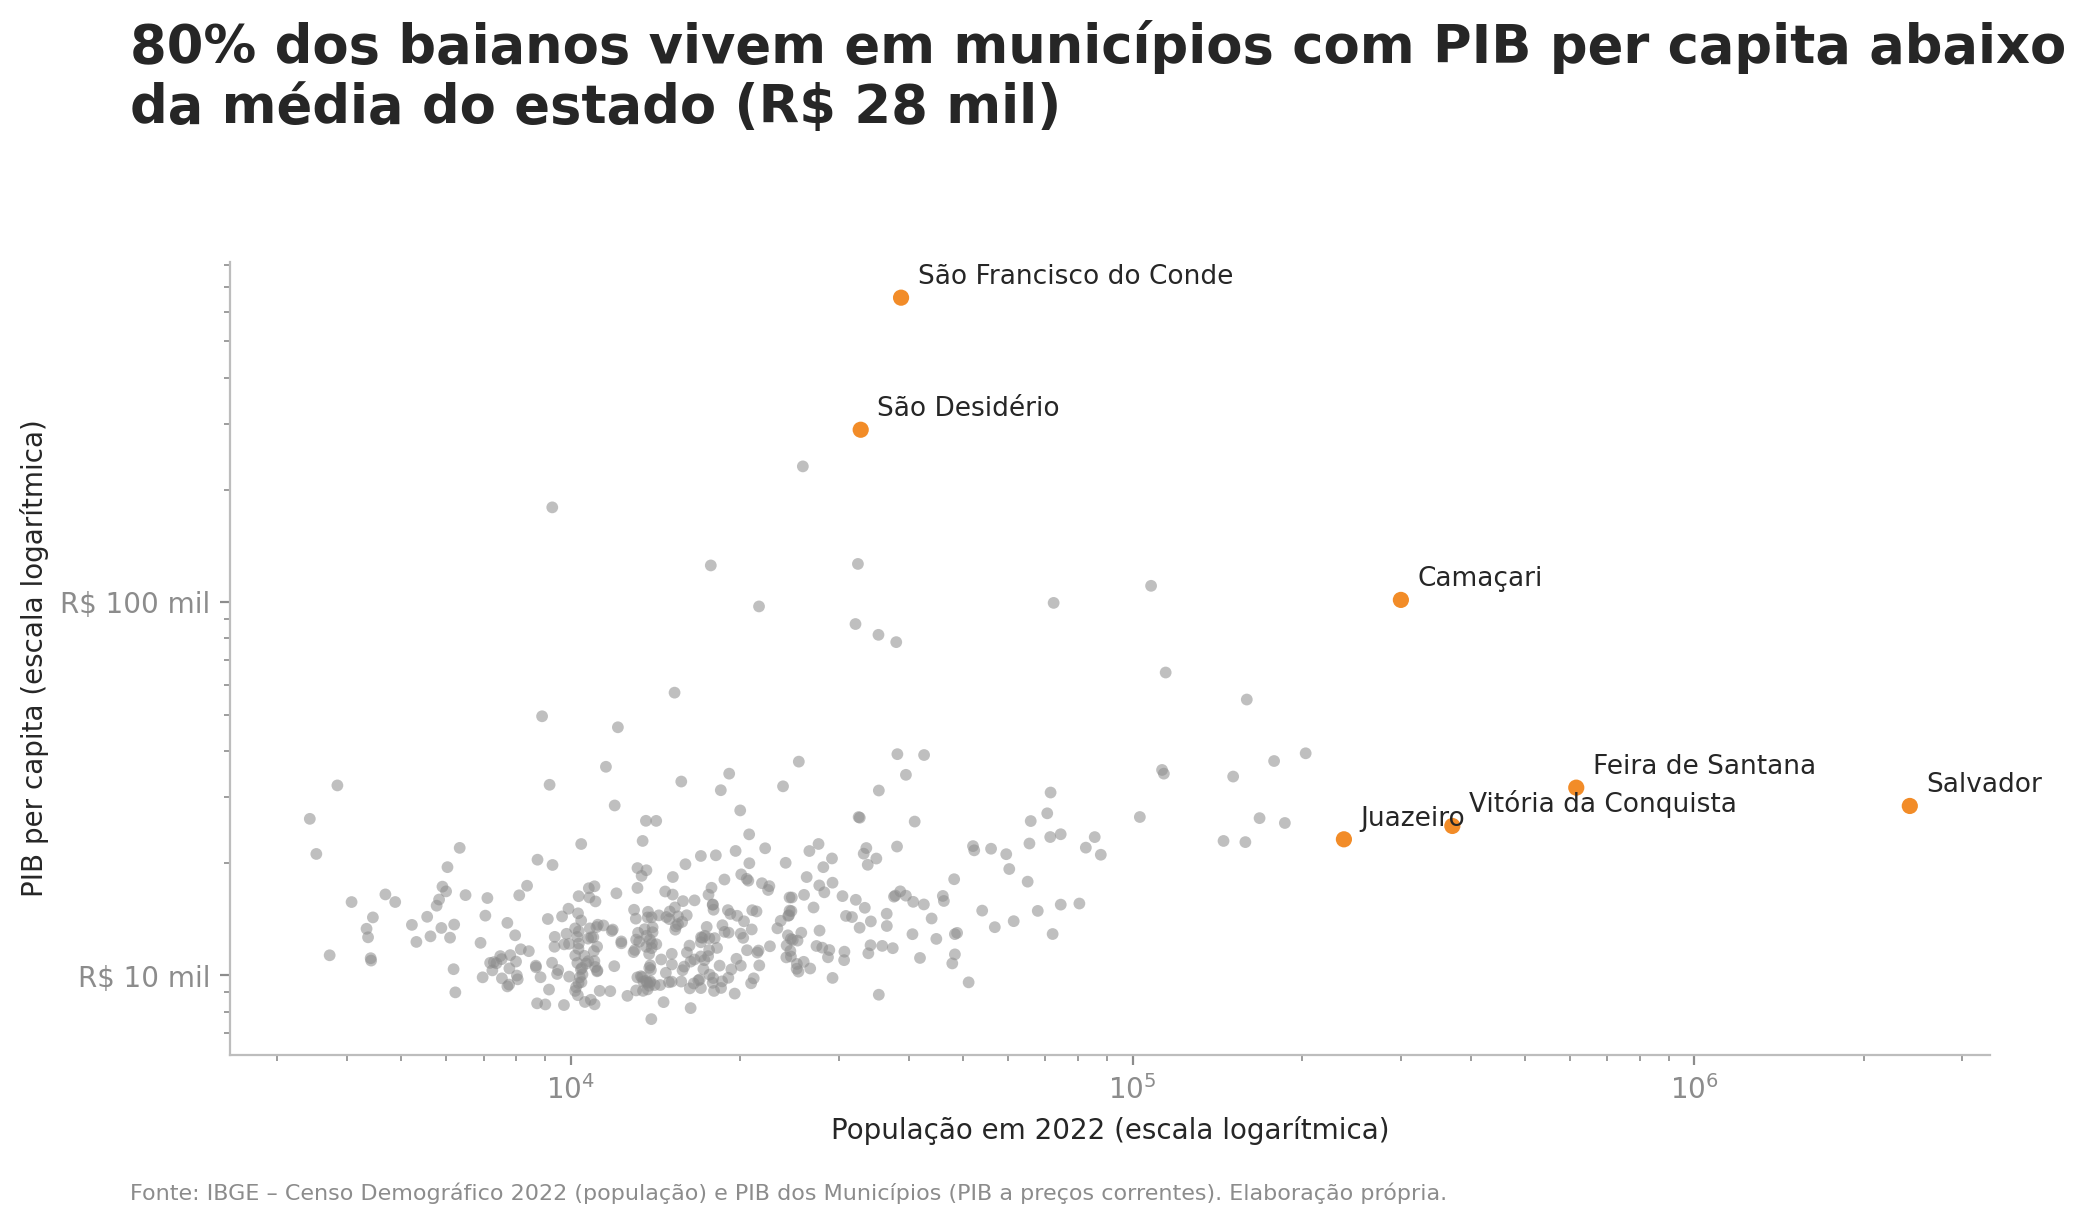 80% dos baianos vivem em municípios com PIB per capita abaixo
da média do estado (R$ 28 mil)
São Francisco do Conde
São Desidério
Camaçari
Feira de Santana
Salvador
Vitória da Conquista
Juazeiro
PIB per capita (escala logarítmica)
R$ 100 mil
R$ 10 mil
10⁴ 10⁵ 10⁶
População em 2022 (escala logarítmica)
Fonte: IBGE – Censo Demográfico 2022 (população) e PIB dos Municípios (PIB a preços correntes). Elaboração própria.